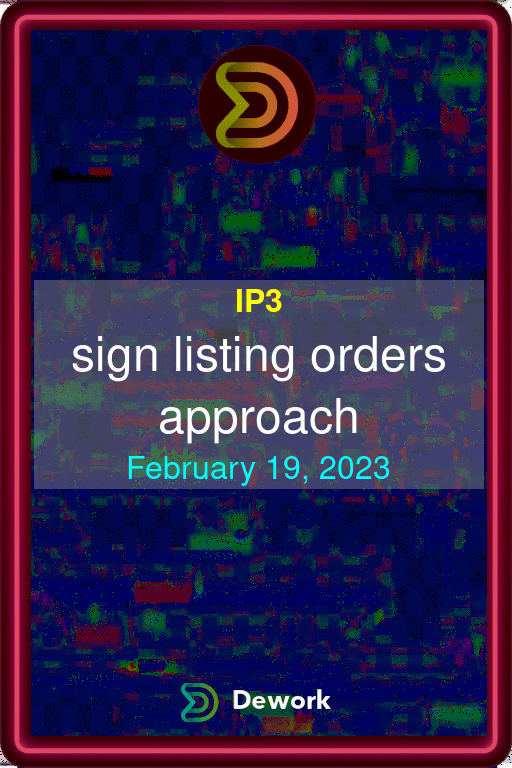 IP3
sign listing orders
approach
February 19, 2023
Dework